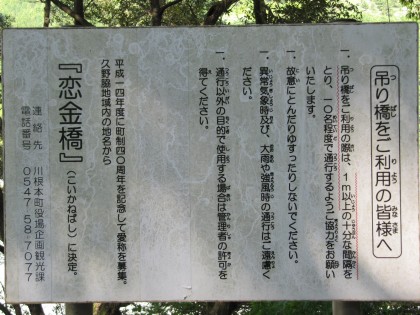 吊り橋をご利用の皆様へ
一、吊り橋をご利用の際は、1m以上の十分な間隔を
とり、一〇名程度で通行するようご協力をお願い
いたします。
一、故意にとんだりゆすったりしないでください。
一、異常気象時及び、大雨や強風時の通行はご遠慮く
ださい。
一、通行以外の目的で使用する場合は管理者の許可を
得てください。
平成一四年度に町制四〇周年を記念して愛称を募集。
久野脇地域内の地名から
『恋金橋』(こいかねばし)に決定。
連絡先 川根本町役場企画観光課
電話番号 0547-58-7077